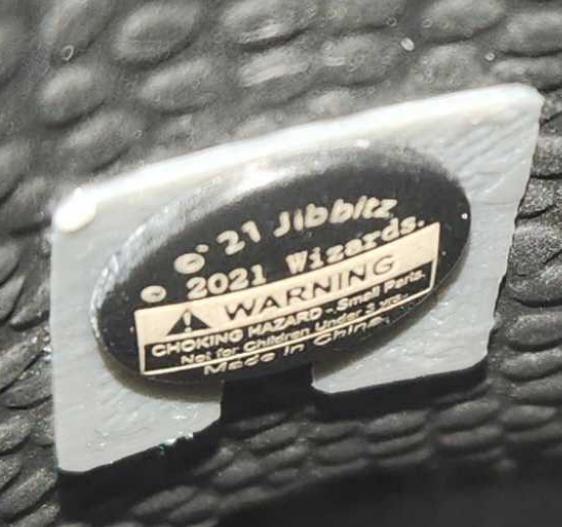 © '21 Jibbitz
© 2021 Wizards.
WARNING
CHOKING HAZARD - Small Parts.
Not for Children Under 3 yrs.
Made in China.